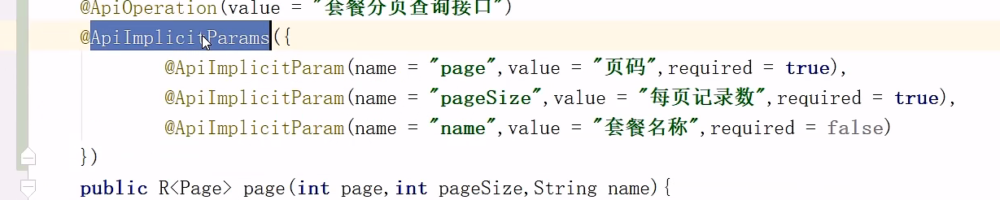 @ApiOperation(value = "套餐分页查询接口")
@ApiImplicitParams({
@ApiImplicitParam(name = "page",value = "页码",required = true),
@ApiImplicitParam(name = "pageSize",value = "每页记录数",required = true),
@ApiImplicitParam(name = "name",value = "套餐名称",required = false)
})
public R<Page> page(int page,int pageSize,String name){